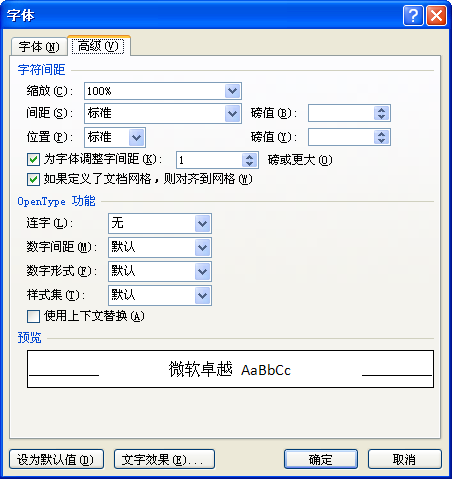 字体
字体(N) 高级(V)
字符间距
缩放(C): 100%
间距(S): 标准 磅值(B):
位置(P): 标准 磅值(Y):
为字体调整字间距(K): 1 磅或更大(O)
如果定义了文档网格，则对齐到网格(W)
OpenType 功能
连字(L): 无
数字间距(M): 默认
数字形式(F): 默认
样式集(T): 默认
使用上下文替换(A)
预览
微软卓越 AaBbCc
设为默认值(D) 文字效果(E)... 确定 取消